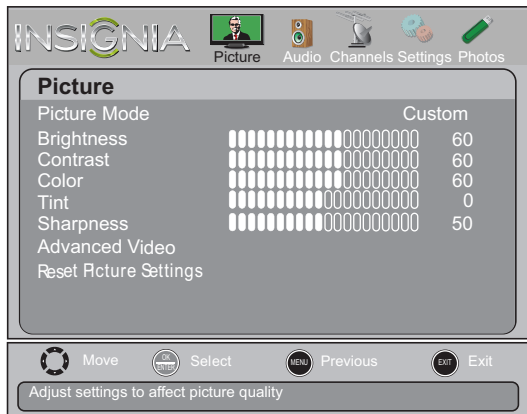 INSIGNIA
Picture Audio Channels Settings Photos
Picture
Picture Mode Custom
Brightness 60
Contrast 60
Color 60
Tint 0
Sharpness 50
Advanced Video
Reset Picture Settings
Move OK ENTER Select MENU Previous EXIT Exit
Adjust settings to affect picture quality